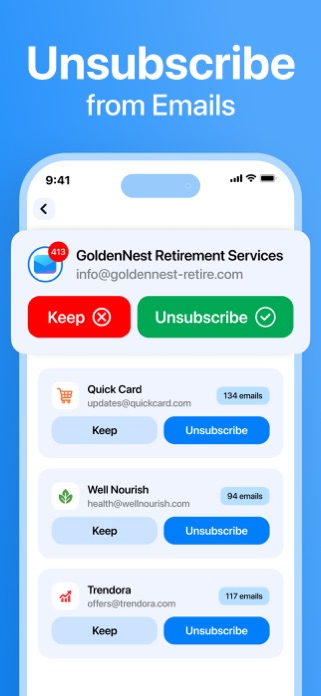 Unsubscribe
from Emails
9:41
413
GoldenNest Retirement Services
info@goldennest-retire.com
Keep
Unsubscribe
Quick Card
updates@quickcard.com
134 emails
Keep
Unsubscribe
Well Nourish
health@wellnourish.com
94 emails
Keep
Unsubscribe
Trendora
offers@trendora.com
117 emails
Keep
Unsubscribe